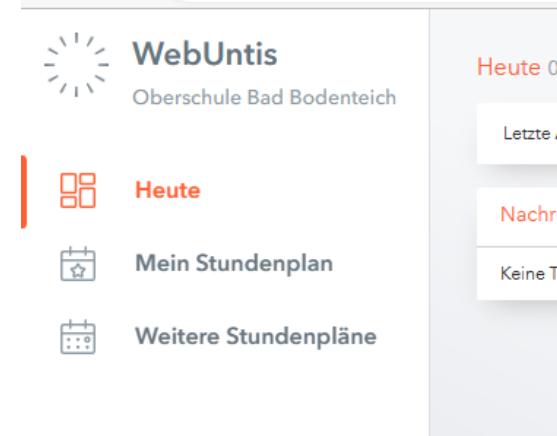 WebUntis
Oberschule Bad Bodenteich
Heute
Mein Stundenplan
Weitere Stundenpläne
Heute
Letzte
Keine